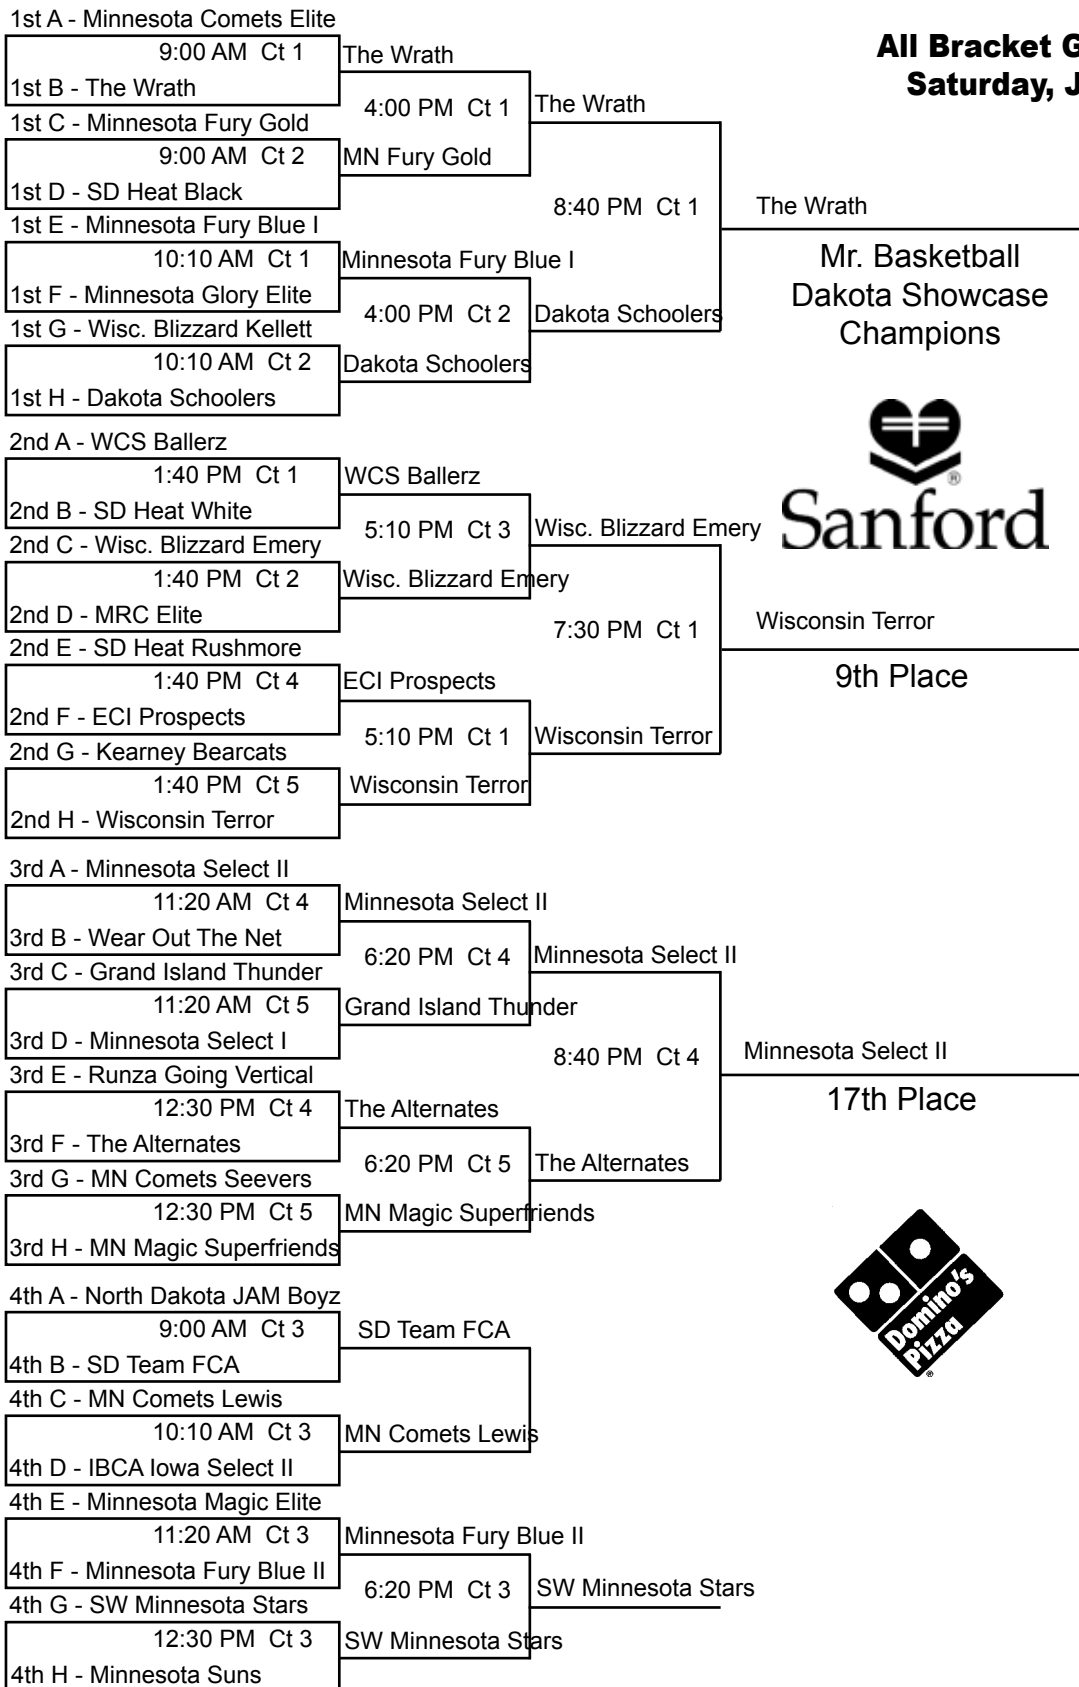 1st A - Minnesota Comets Elite
9:00 AM Ct 1
1st B - The Wrath
1st C - Minnesota Fury Gold
9:00 AM Ct 2
1st D - SD Heat Black
1st E - Minnesota Fury Blue I
10:10 AM Ct 1
1st F - Minnesota Glory Elite
1st G - Wisc. Blizzard Kellett
10:10 AM Ct 2
1st H - Dakota Schoolers
The Wrath
4:00 PM Ct 1
MN Fury Gold
Minnesota Fury Blue I
4:00 PM Ct 2
Dakota Schoolers
The Wrath
8:40 PM Ct 1
Dakota Schoolers
All Bracket G
Saturday, J
The Wrath
Mr. Basketball
Dakota Showcase
Champions
®
Sanford
2nd A - WCS Ballerz
1:40 PM Ct 1
2nd B - SD Heat White
2nd C - Wisc. Blizzard Emery
1:40 PM Ct 2
2nd D - MRC Elite
2nd E - SD Heat Rushmore
1:40 PM Ct 4
2nd F - ECI Prospects
2nd G - Kearney Bearcats
1:40 PM Ct 5
2nd H - Wisconsin Terror
WCS Ballerz
5:10 PM Ct 3
Wisc. Blizzard Emery
ECI Prospects
5:10 PM Ct 1
Wisconsin Terror
Wisc. Blizzard Emery
7:30 PM Ct 1
Wisconsin Terror
Wisconsin Terror
9th Place
3rd A - Minnesota Select II
11:20 AM Ct 4
3rd B - Wear Out The Net
3rd C - Grand Island Thunder
11:20 AM Ct 5
3rd D - Minnesota Select I
3rd E - Runza Going Vertical
12:30 PM Ct 4
3rd F - The Alternates
3rd G - MN Comets Seevers
12:30 PM Ct 5
3rd H - MN Magic Superfriends
Minnesota Select II
6:20 PM Ct 4
Grand Island Thunder
The Alternates
6:20 PM Ct 5
MN Magic Superfriends
Minnesota Select II
8:40 PM Ct 4
The Alternates
Minnesota Select II
17th Place
Domino's
Pizza
®
4th A - North Dakota JAM Boyz
9:00 AM Ct 3
4th B - SD Team FCA
4th C - MN Comets Lewis
10:10 AM Ct 3
4th D - IBCA Iowa Select II
4th E - Minnesota Magic Elite
11:20 AM Ct 3
4th F - Minnesota Fury Blue II
4th G - SW Minnesota Stars
12:30 PM Ct 3
4th H - Minnesota Suns
SD Team FCA
MN Comets Lewis
Minnesota Fury Blue II
6:20 PM Ct 3
SW Minnesota Stars
SW Minnesota Stars